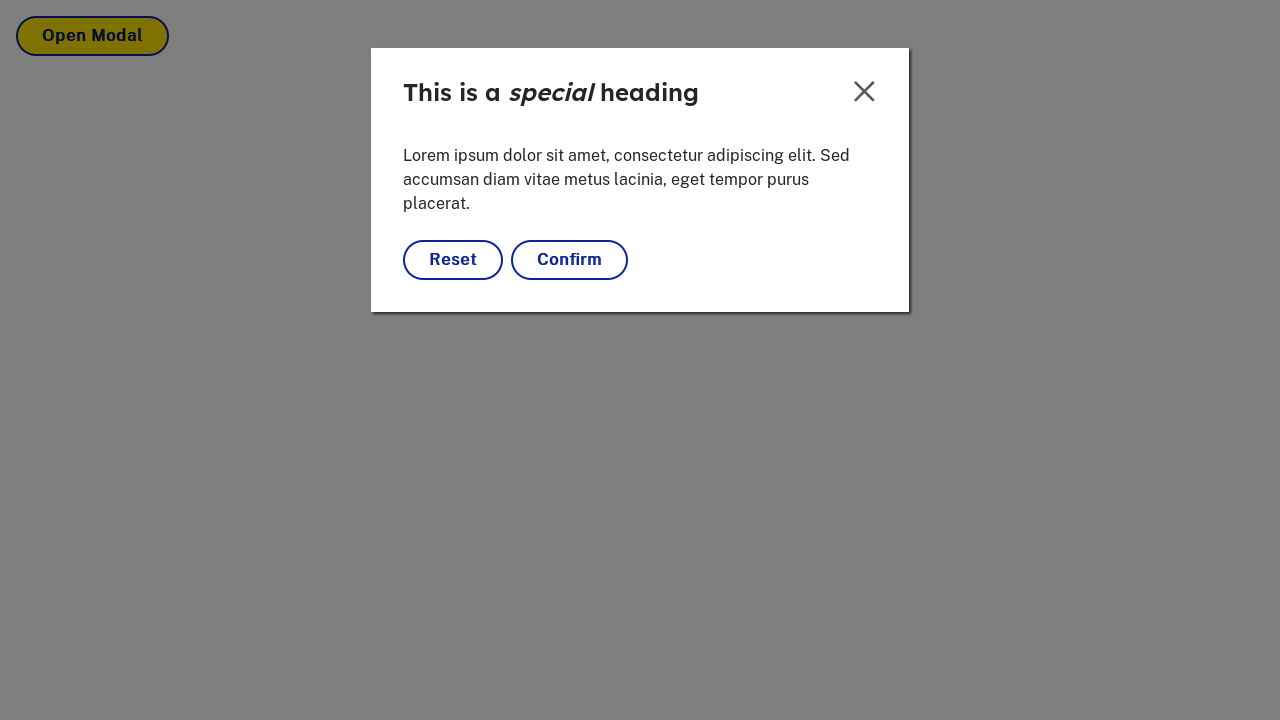 Open Modal
This is a special heading
Lorem ipsum dolor sit amet, consectetur adipiscing elit. Sed
accumsan diam vitae metus lacinia, eget tempor purus
placerat.
Reset Confirm